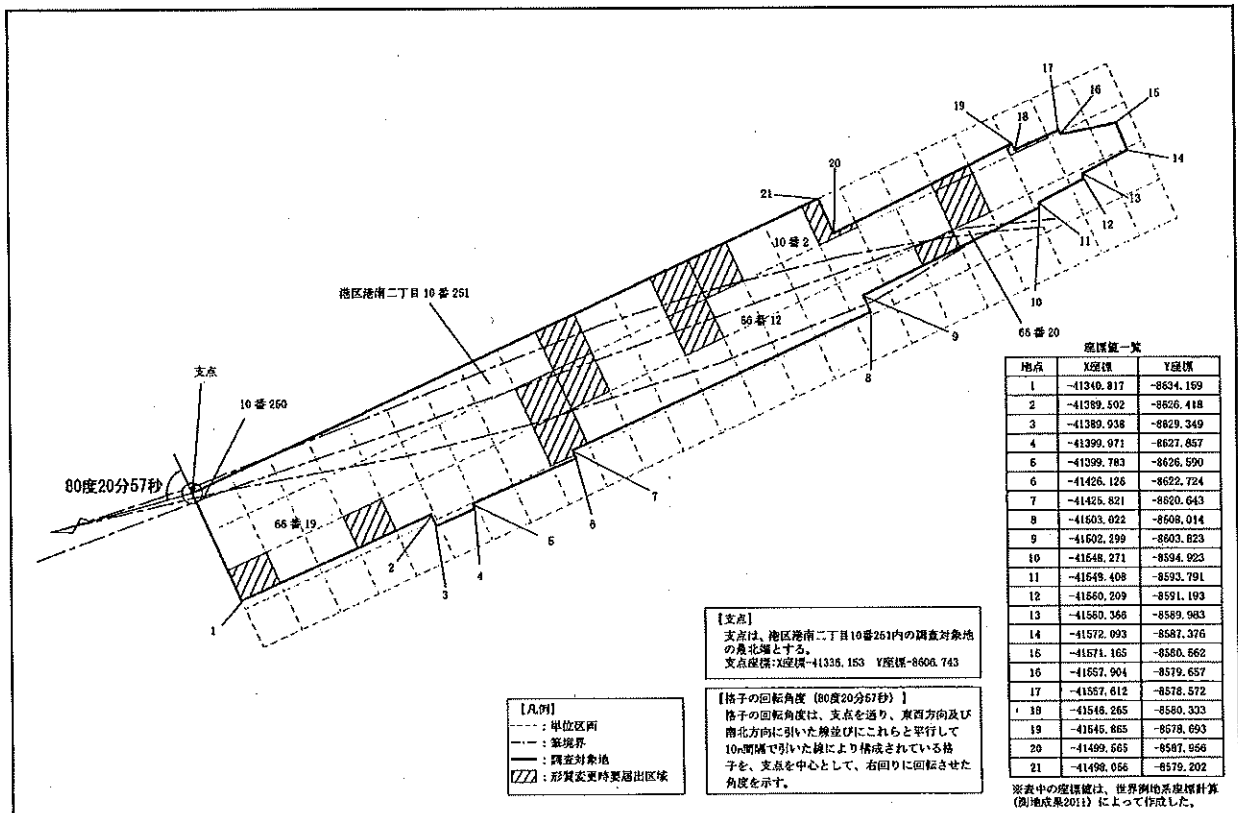 17
16
15
19
18
20
14
21
13
10番2
12
11
港区港南二丁目10番251
10
66番12
9
66番20
支点
8
10番250
80度20分57秒
7
66番19
6
5
2
4
3
1
座標値一覧
地点 X座標 Y座標
1 -41340.817 -8634.159
2 -41389.502 -8626.418
3 -41389.938 -8629.349
4 -41399.971 -8627.857
5 -41399.783 -8626.590
6 -41426.126 -8622.724
7 -41425.821 -8620.643
8 -41503.022 -8608.014
9 -41502.299 -8603.823
10 -41548.271 -8594.923
11 -41548.408 -8593.791
12 -41560.209 -8591.193
13 -41560.366 -8589.983
14 -41572.093 -8587.376
15 -41571.165 -8580.562
16 -41557.904 -8579.657
17 -41557.612 -8578.572
18 -41546.265 -8580.333
19 -41545.865 -8578.693
20 -41499.565 -8587.956
21 -41498.056 -8579.202
※表中の座標値は、世界測地系座標計算
(測地成果2011)によって作成した。
【支点】
支点は、港区港南二丁目10番251内の調査対象地
の最北端とする。
支点座標:X座標-41336.153 Y座標-8606.743
【格子の回転角度(80度20分57秒)】
格子の回転角度は、支点を通り、東西方向及び
南北方向に引いた線並びにこれらと平行して
10m間隔で引いた線により構成されている格
子を、支点を中心として、右回りに回転させた
角度を示す。
【凡例】
:単位区画
:筆境界
:調査対象地
:形質変更時要届出区域